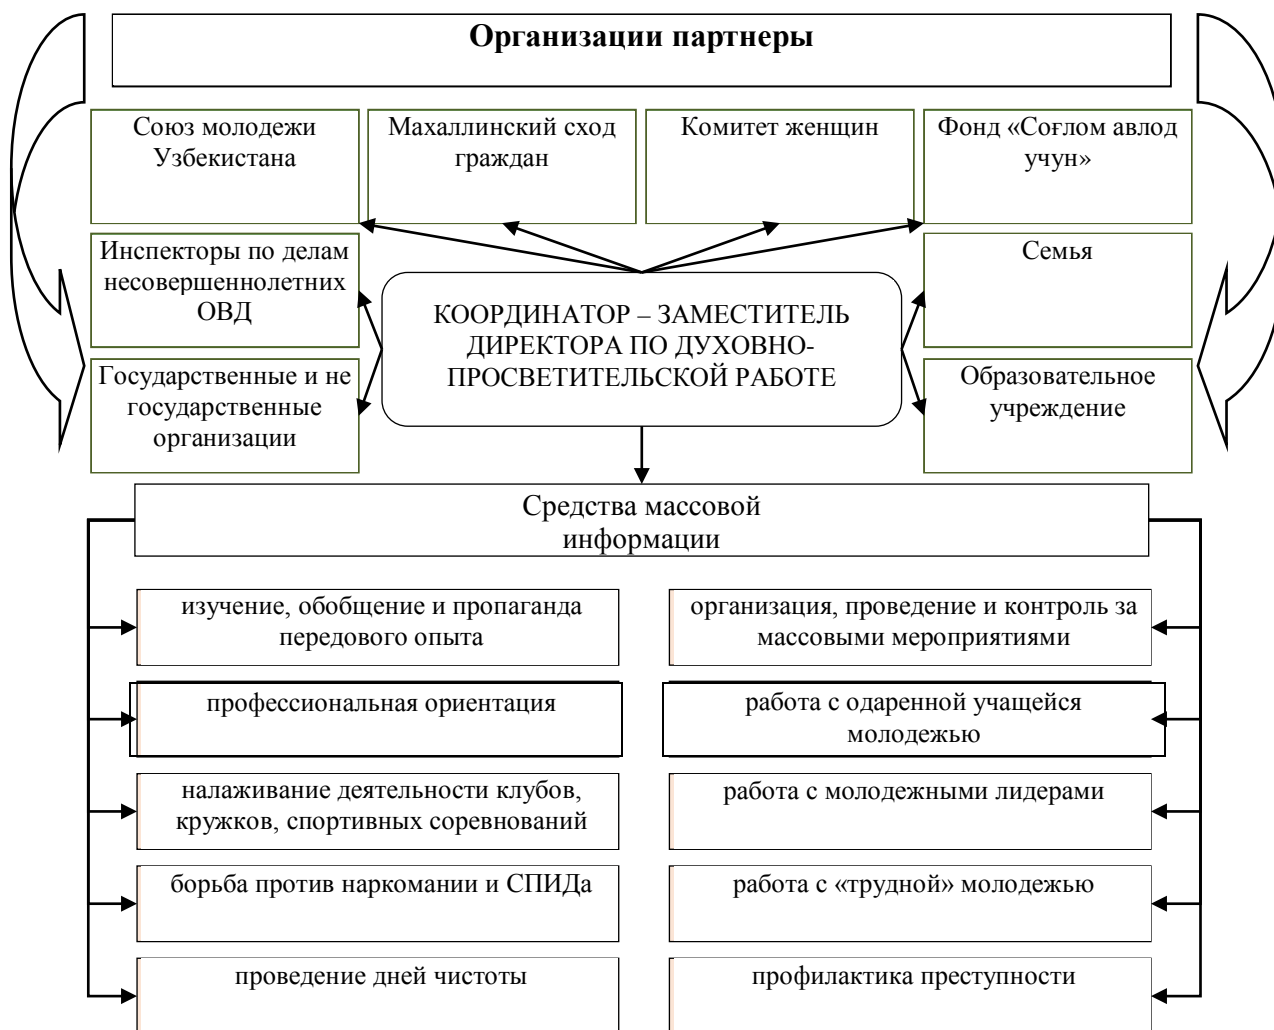 Организации партнеры
Союз молодежи
Узбекистана
Махаллинский сход
граждан
Комитет женщин
Фонд «Соғлом авлод
учун»
Инспекторы по делам
несовершеннолетних
ОВД
Семья
КООРДИНАТОР – ЗАМЕСТИТЕЛЬ
ДИРЕКТОРА ПО ДУХОВНО-
ПРОСВЕТИТЕЛЬСКОЙ РАБОТЕ
Государственные и не
государственные
организации
Образовательное
учреждение
Средства массовой
информации
изучение, обобщение и пропаганда
передового опыта
организация, проведение и контроль за
массовыми мероприятиями
профессиональная ориентация
работа с одаренной учащейся
молодежью
налаживание деятельности клубов,
кружков, спортивных соревнований
работа с молодежными лидерами
борьба против наркомании и СПИДа
работа с «трудной» молодежью
проведение дней чистоты
профилактика преступности